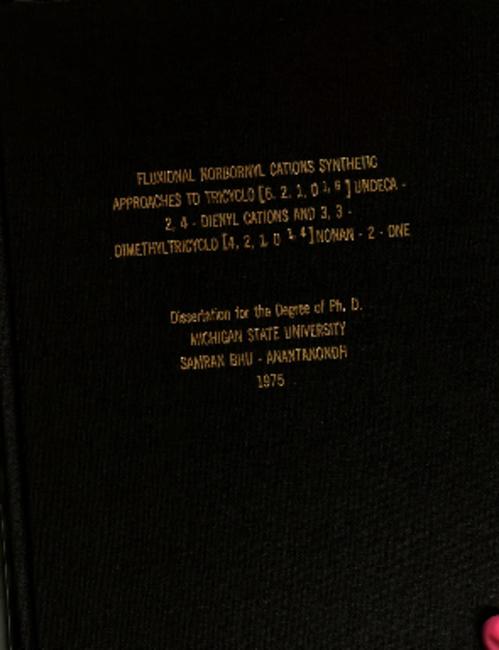 FLUXIONAL NORBORNYL CATIONS SYNTHETIC
APPROACHES TO TRICYCLO [6. 2. 1. 0 1, 6 ] UNDECA -
2, 4 - DIENYL CATIONS AND 3, 3 -
DIMETHYLTRICYCLO [4. 2. 1. 0 1, 4] NONAN - 2 - ONE
Dissertation for the Degree of Ph. D.
MICHIGAN STATE UNIVERSITY
SAMRAN BHU - ANANTANONDH
1975